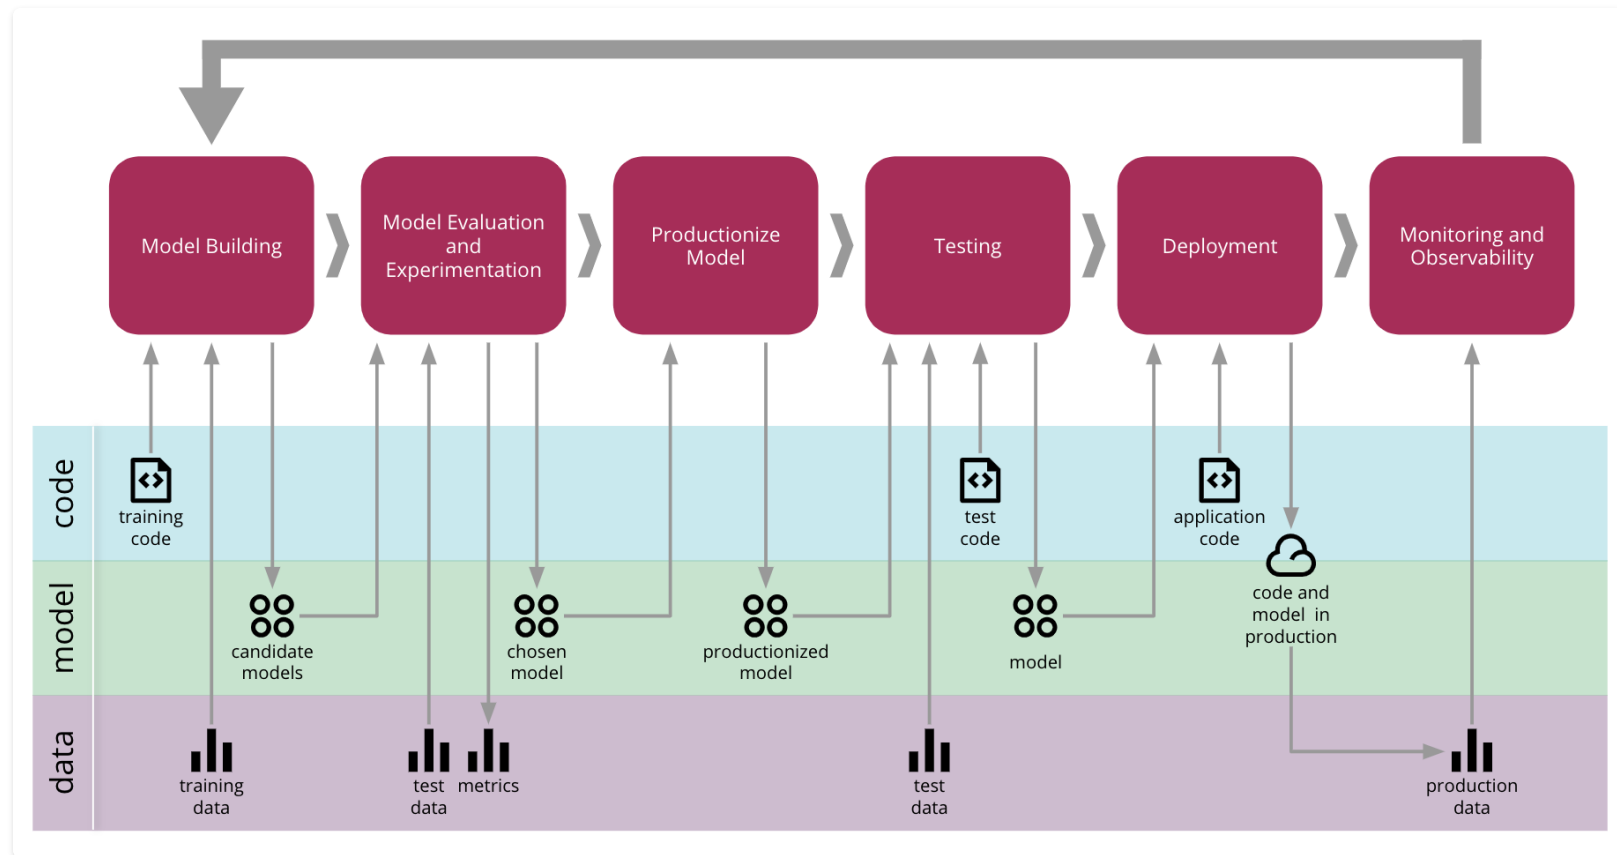 Model Building
Model Evaluation
and
Experimentation
Productionize
Model
Testing
Deployment
Monitoring and
Observability
code
training
code
test
code
application
code
model
candidate
models
chosen
model
productionized
model
model
code and
model in
production
data
training
data
test
data
metrics
test
data
production
data